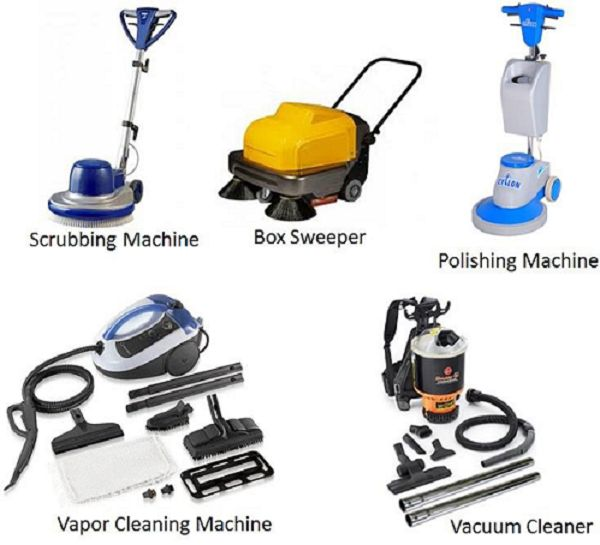 Scrubbing Machine
Box Sweeper
Polishing Machine
Vapor Cleaning Machine
Vacuum Cleaner